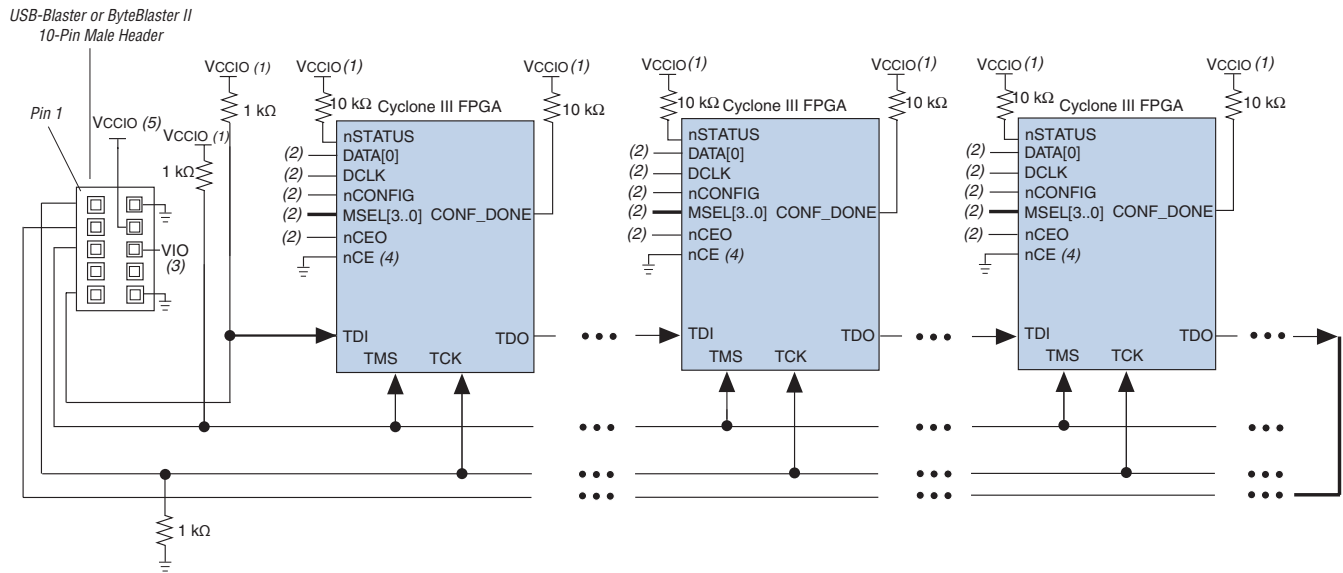 USB-Blaster or ByteBlaster II
10-Pin Male Header
Pin 1
VCCIO (5)
VCCIO (1)
1 kΩ
VCCIO (1)
1 kΩ
VIO
(3)
1 kΩ
VCCIO (1)
10 kΩ
Cyclone III FPGA
VCCIO (1)
10 kΩ
nSTATUS
(2) DATA[0]
(2) DCLK
(2) nCONFIG
(2) MSEL[3..0] CONF_DONE
(2) nCEO
nCE (4)
TDI
TDO
TMS TCK
VCCIO (1)
10 kΩ
Cyclone III FPGA
VCCIO (1)
10 kΩ
nSTATUS
(2) DATA[0]
(2) DCLK
(2) nCONFIG
(2) MSEL[3..0] CONF_DONE
(2) nCEO
nCE (4)
TDI
TDO
TMS TCK
VCCIO (1)
10 kΩ
Cyclone III FPGA
VCCIO (1)
10 kΩ
nSTATUS
(2) DATA[0]
(2) DCLK
(2) nCONFIG
(2) MSEL[3..0] CONF_DONE
(2) nCEO
nCE (4)
TDI
TDO
TMS TCK